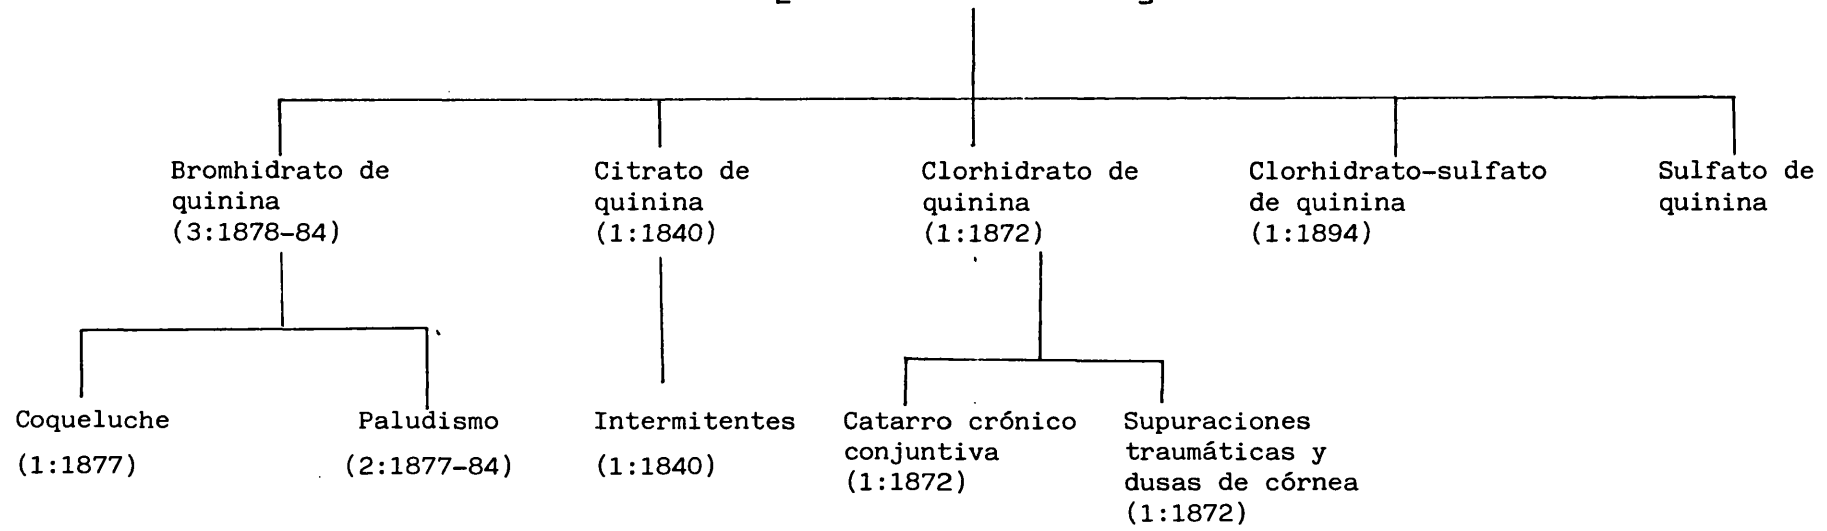 Bromhidrato de
quinina
(3:1878-84)
Citrato de
quinina
(1:1840)
Clorhidrato de
quinina
(1:1872)
Clorhidrato-sulfato
de quinina
(1:1894)
Sulfato de
quinina
Coqueluche
(1:1877)
Paludismo
(2:1877-84)
Intermitentes
(1:1840)
Catarro crónico
conjuntiva
(1:1872)
Supuraciones
traumáticas y
dusas de córnea
(1:1872)